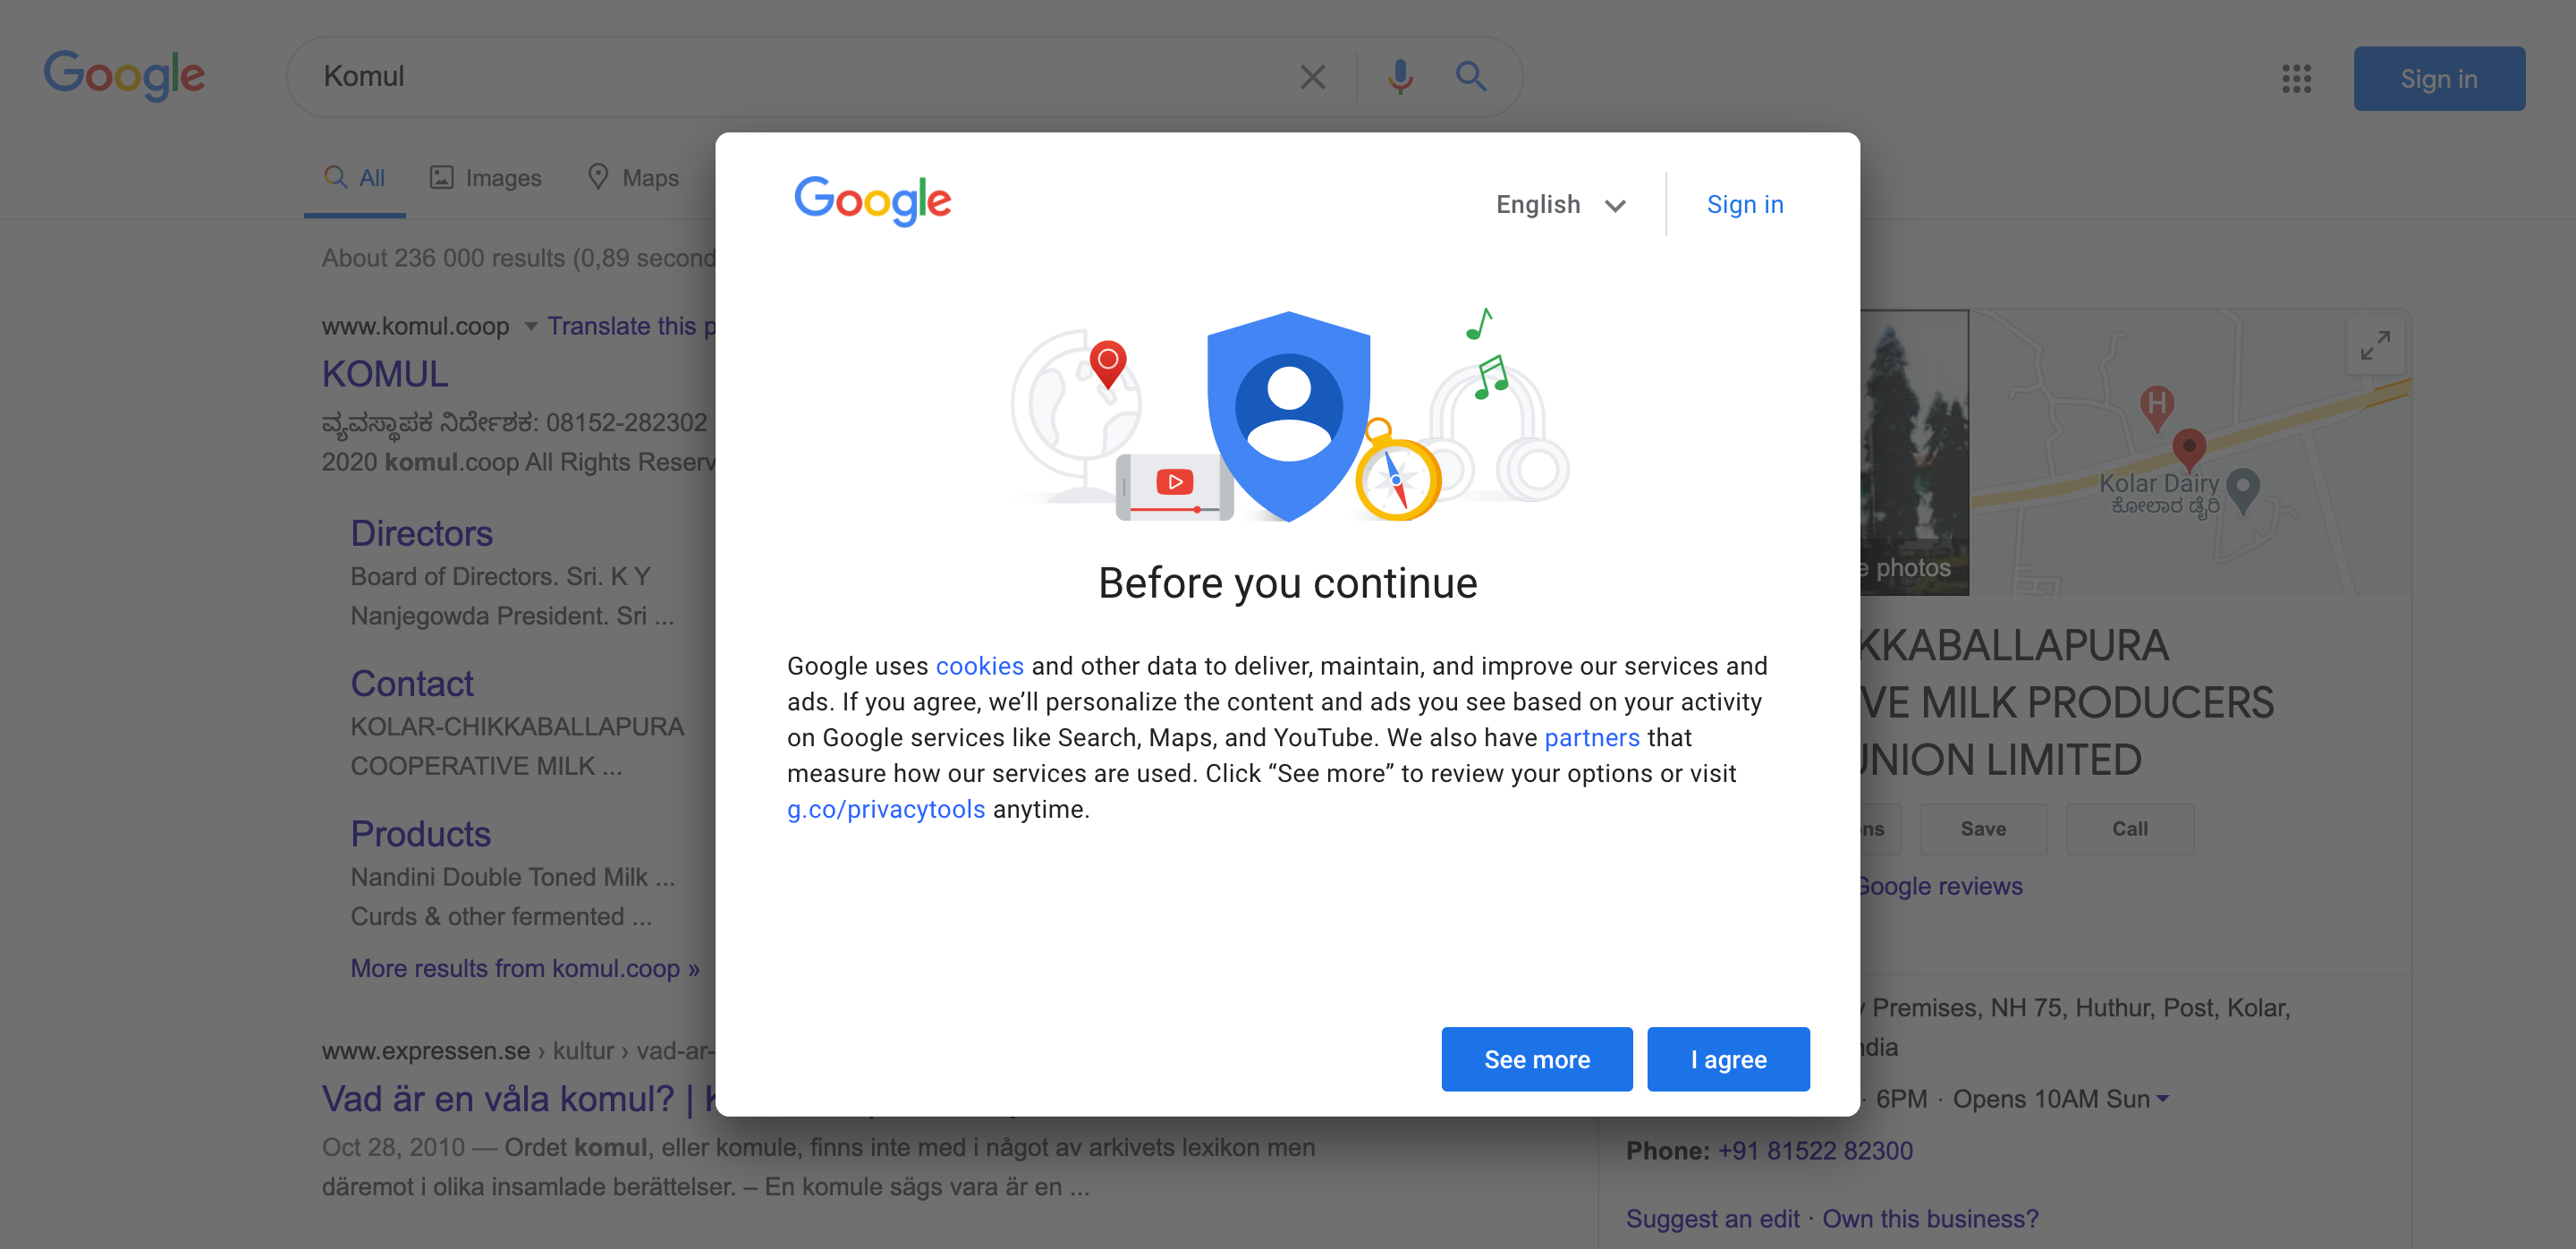 Google
Komul
Sign in
All
Images
Maps
About 236 000 results (0,89 second
www.komul.coop
Translate this p
KOMUL
ವ್ಯವಸ್ಥಾಪಕ ನಿರ್ದೇಶಕ: 08152-282302
2020 komul.coop All Rights Reserv
Directors
Board of Directors. Sri. K Y
Nanjegowda President. Sri ...
Contact
KOLAR-CHIKKABALLAPURA
COOPERATIVE MILK ...
Products
Nandini Double Toned Milk ...
Curds & other fermented ...
More results from komul.coop »
www.expressen.se › kultur › vad-ar-
Vad är en våla komul? |
Oct 28, 2010 — Ordet komul, eller komule, finns inte med i något av arkivets lexikon men
däremot i olika insamlade berättelser. – En komule sägs vara är en ...
Google
English
Sign in
Before you continue
Google uses cookies and other data to deliver, maintain, and improve our services and
ads. If you agree, we’ll personalize the content and ads you see based on your activity
on Google services like Search, Maps, and YouTube. We also have partners that
measure how our services are used. Click “See more” to review your options or visit
g.co/privacytools anytime.
See more
I agree
e photos
H
Kolar Dairy
ಕೋಲಾರ ಡೈರಿ
KKABALLAPURA
VE MILK PRODUCERS
UNION LIMITED
ns
Save
Call
Google reviews
Premises, NH 75, Huthur, Post, Kolar,
ndia
· 6PM · Opens 10AM Sun
Phone: +91 81522 82300
Suggest an edit · Own this business?